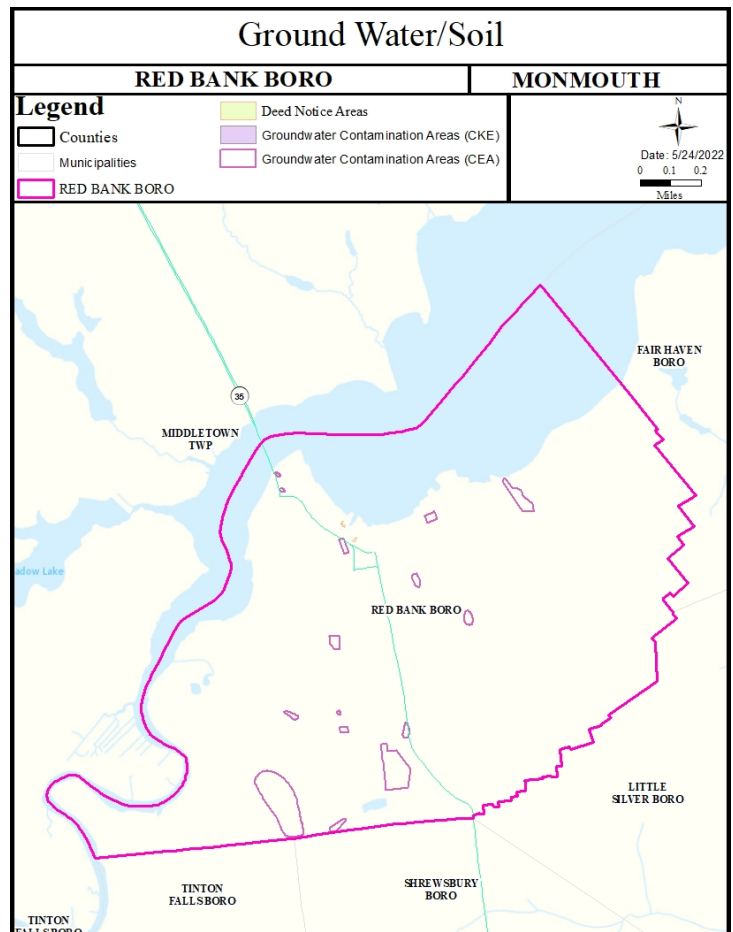 Ground Water/Soil
RED BANK BORO
MONMOUTH
Legend
Counties
Municipalities
RED BANK BORO
Deed Notice Areas
Groundwater Contamination Areas (CKE)
Groundwater Contamination Areas (CEA)
N
Date: 5/24/2022
0 0.1 0.2
Miles
FAIR HAVEN
BORO
35
MIDDLETOWN
TWP
adow Lake
RED BANK BORO
LITTLE
SILVER BORO
TINTON
FALLS BORO
SHREWSBURY
BORO
TINTON
FALLS BORO